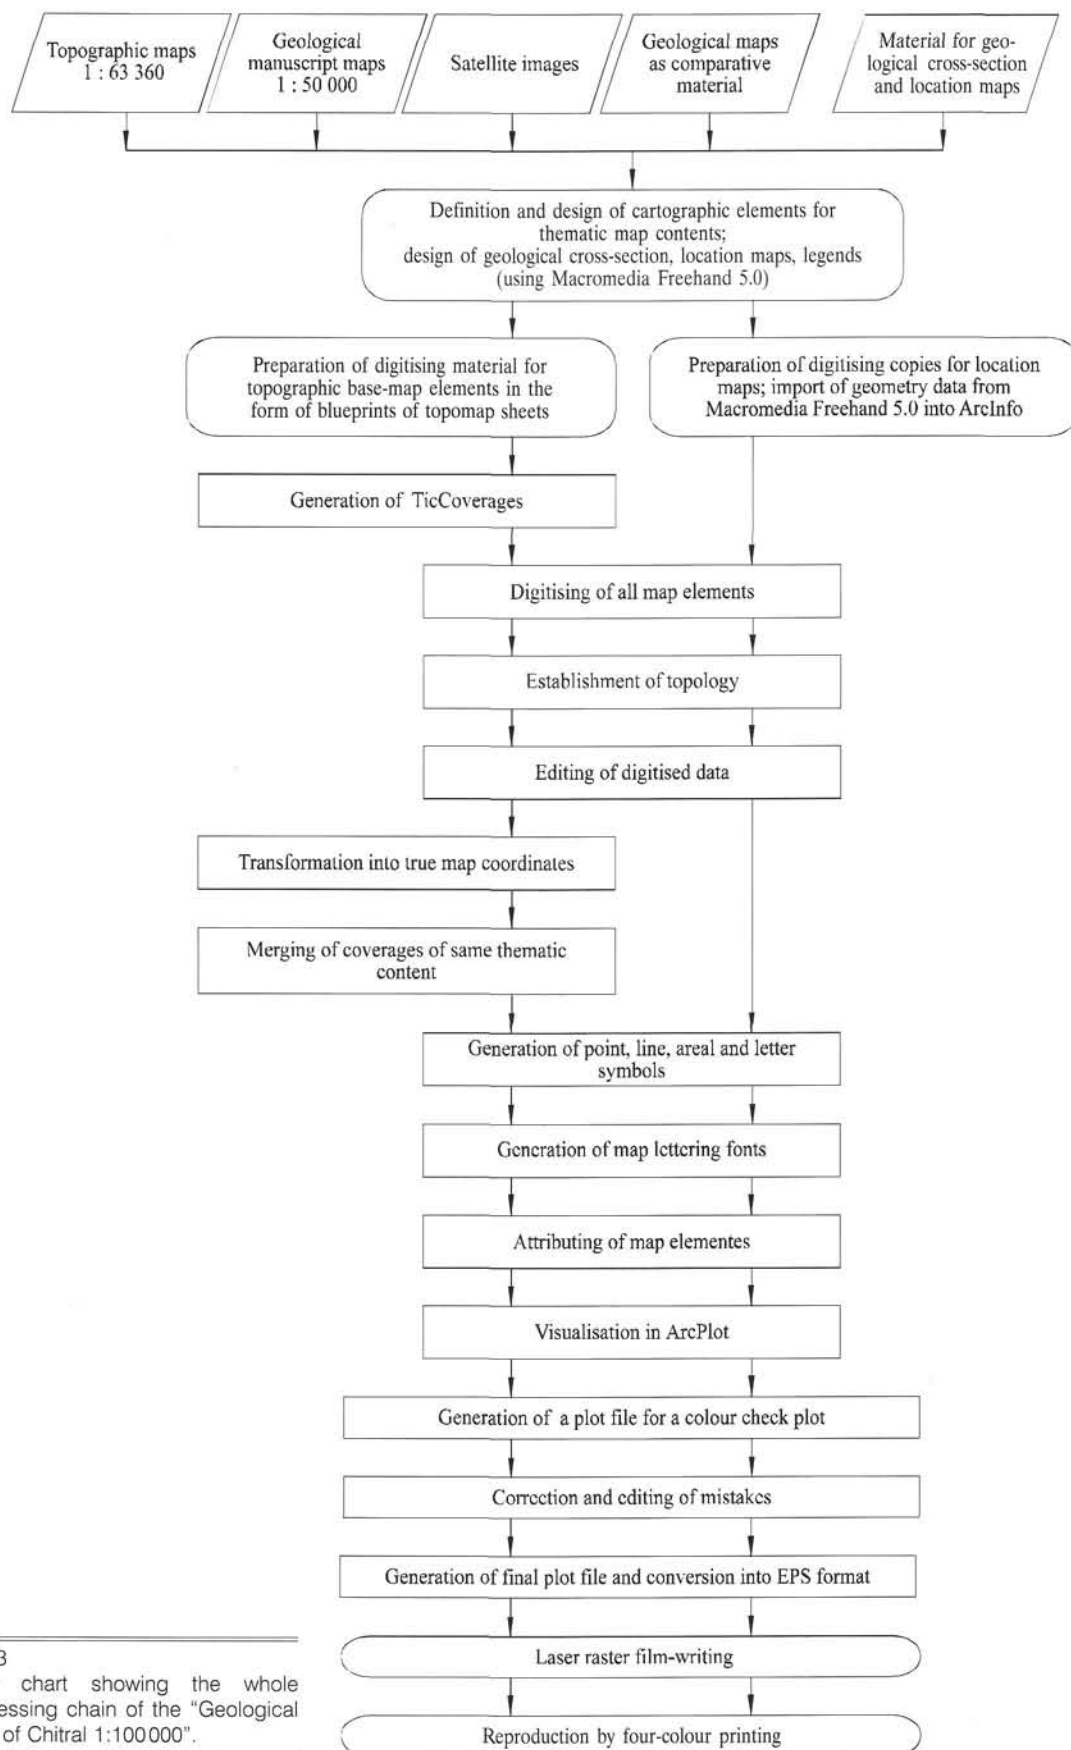 Topographic maps
1 : 63 360
Geological
manuscript maps
1 : 50 000
Satellite images
Geological maps
as comparative
material
Material for geo-
logical cross-section
and location maps
Definition and design of cartographic elements for
thematic map contents;
design of geological cross-section, location maps, legends
(using Macromedia Freehand 5.0)
Preparation of digitising material for
topographic base-map elements in the
form of blueprints of topomap sheets
Preparation of digitising copies for location
maps; import of geometry data from
Macromedia Freehand 5.0 into ArcInfo
Generation of TicCoverages
Digitising of all map elements
Establishment of topology
Editing of digitised data
Transformation into true map coordinates
Merging of coverages of same thematic
content
Generation of point, line, areal and letter
symbols
Generation of map lettering fonts
Attributing of map elementes
Visualisation in ArcPlot
Generation of a plot file for a colour check plot
Correction and editing of mistakes
Generation of final plot file and conversion into EPS format
Laser raster film-writing
Reproduction by four-colour printing
3
chart showing the whole
essing chain of the “Geological
of Chitral 1:100 000”.